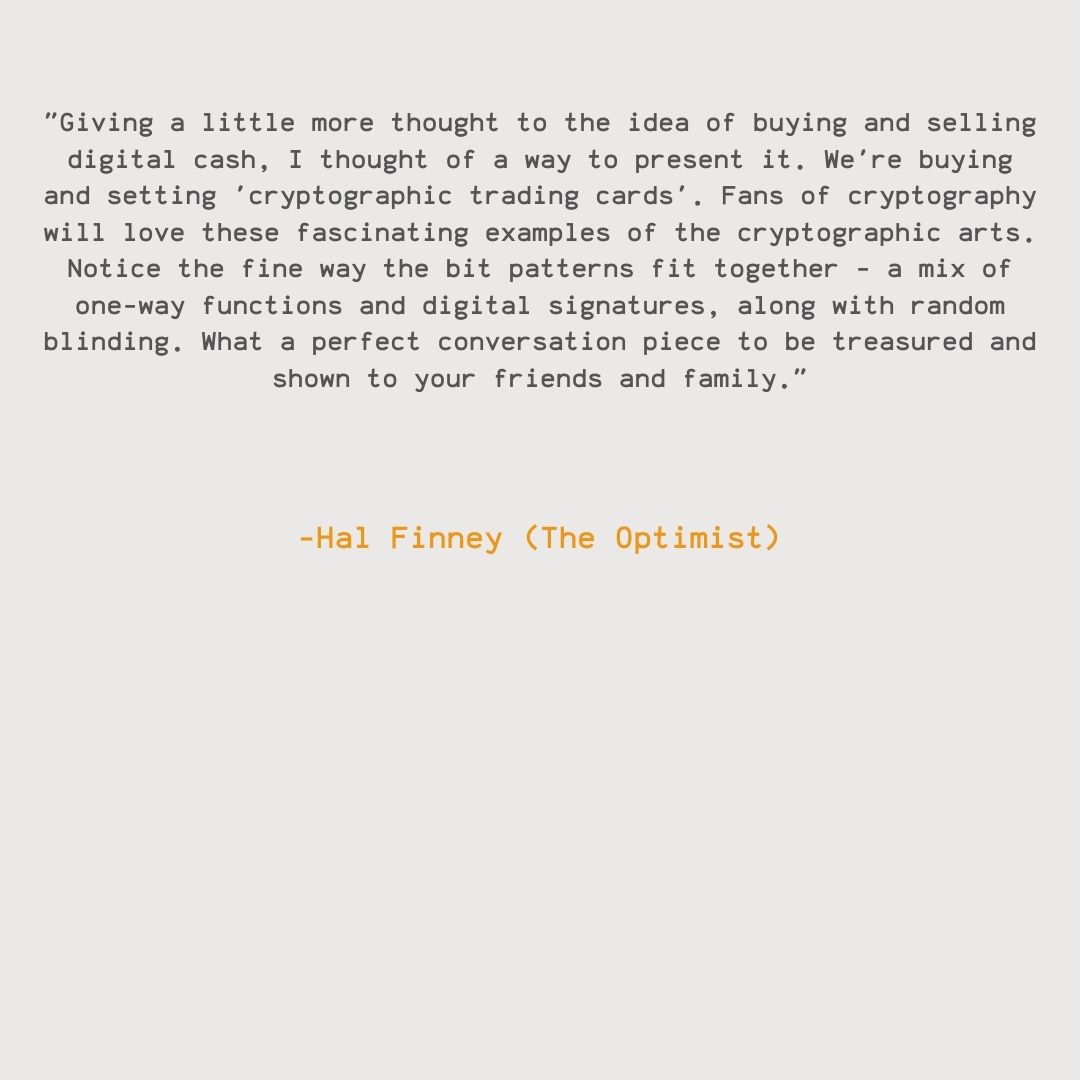 "Giving a little more thought to the idea of buying and selling
digital cash, I thought of a way to present it. We're buying
and setting 'cryptographic trading cards'. Fans of cryptography
will love these fascinating examples of the cryptographic arts.
Notice the fine way the bit patterns fit together - a mix of
one-way functions and digital signatures, along with random
blinding. What a perfect conversation piece to be treasured and
shown to your friends and family."
-Hal Finney (The Optimist)